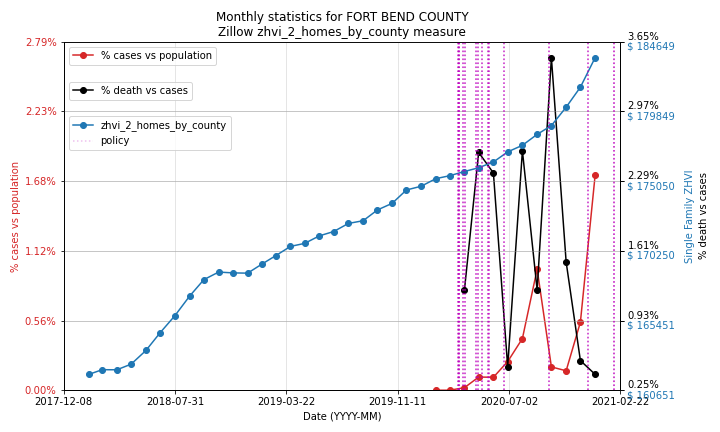 Monthly statistics for FORT BEND COUNTY
Zillow zhvi_2_homes_by_county measure
2.79%
2.23%
1.68%
1.12%
0.56%
0.00%
% cases vs population
% cases vs population
% death vs cases
zhvi_2_homes_by_county
policy
3.65%
$ 184649
2.97%
$ 179849
2.29%
$ 175050
1.61%
$ 170250
0.93%
$ 165451
0.25%
$ 160651
Single Family ZHVI
% death vs cases
2017-12-08
2018-07-31
2019-03-22
2019-11-11
2020-07-02
2021-02-22
Date (YYYY-MM)